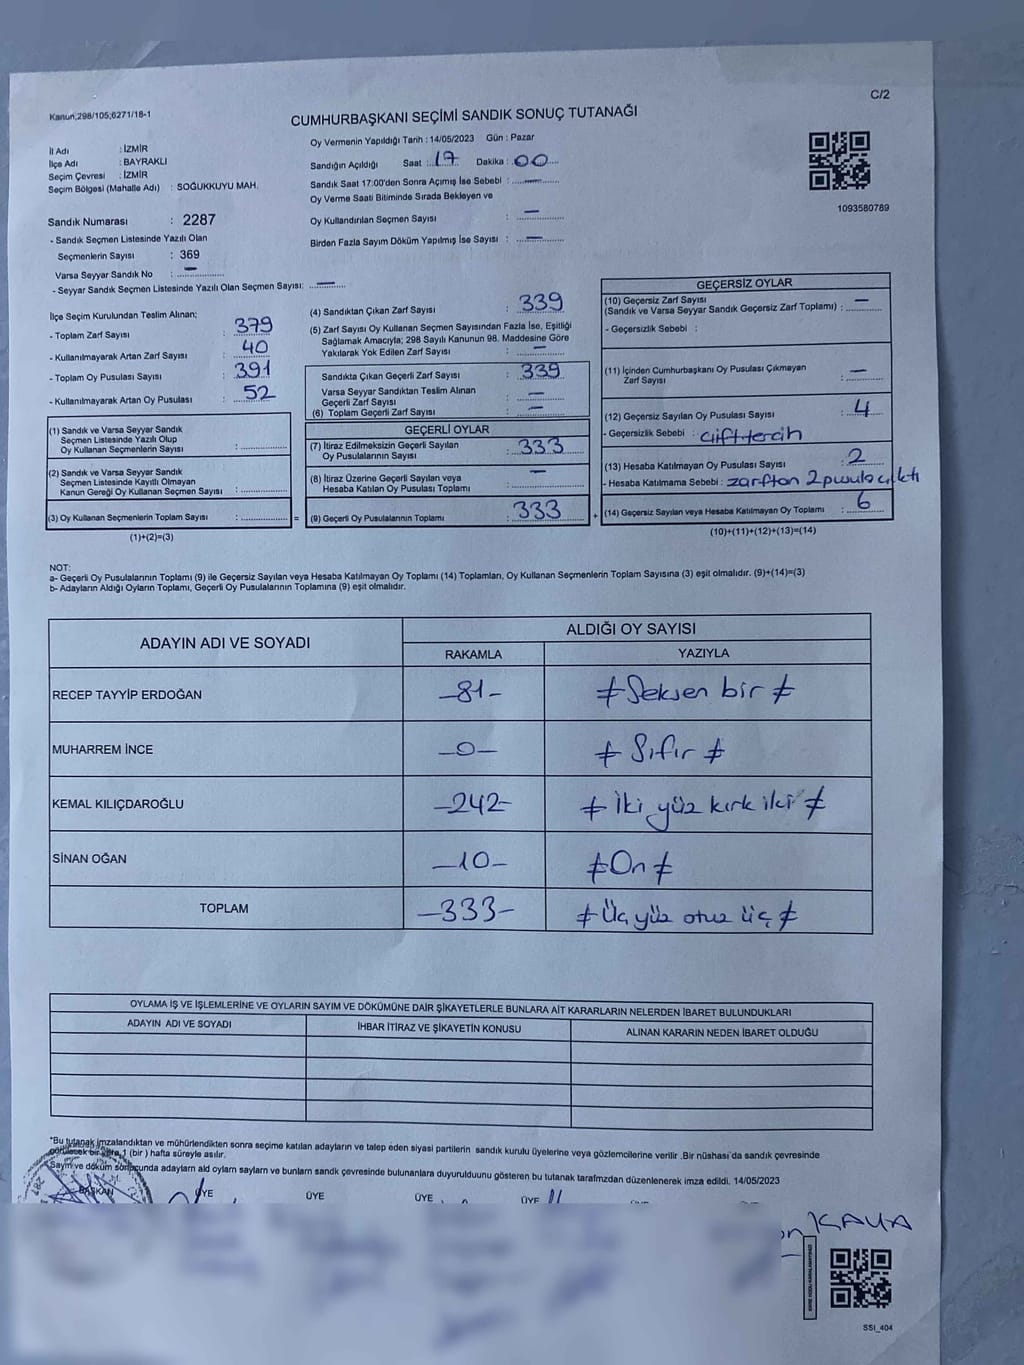 C/2
Kanun;298/105;6271/18-1
CUMHURBAŞKANI SEÇİMİ SANDIK SONUÇ TUTANAĞI
İl Adı : İZMİR
İlçe Adı : BAYRAKLI
Seçim Çevresi : İZMİR
Seçim Bölgesi (Mahalle Adı) : SOĞUKKUYU MAH.
Oy Vermenin Yapıldığı Tarih : 14/05/2023 Gün : Pazar
Sandığın Açıldığı Saat : 17 Dakika : 00
Sandık Saat 17:00'den Sonra Açımış İse Sebebi : —
Oy Verme Saati Bitiminde Sırada Bekleyen ve
Oy Kullandırılan Seçmen Sayısı : —
Birden Fazla Sayım Döküm Yapılmış İse Sayısı : —
1093580789
Sandık Numarası : 2287
- Sandık Seçmen Listesinde Yazılı Olan
Seçmenlerin Sayısı : 369
Varsa Seyyar Sandık No : —
- Seyyar Sandık Seçmen Listesinde Yazılı Olan Seçmen Sayısı: —
İlçe Seçim Kurulundan Teslim Alınan;
- Toplam Zarf Sayısı : 379
- Kullanılmayarak Artan Zarf Sayısı : 40
- Toplam Oy Pusulası Sayısı : 391
- Kullanılmayarak Artan Oy Pusulası : 52
(1) Sandık ve Varsa Seyyar Sandık
Seçmen Listesinde Yazılı Olup
Oy Kullanan Seçmenlerin Sayısı :
(2) Sandık ve Varsa Seyyar Sandık
Seçmen Listesinde Kayıtlı Olmayan
Kanun Gereği Oy Kullanan Seçmen Sayısı :
(3) Oy Kullanan Seçmenlerin Toplam Sayısı :
(1)+(2)=(3)
(4) Sandıktan Çıkan Zarf Sayısı : 339
(5) Zarf Sayısı Oy Kullanan Seçmen Sayısından Fazla İse, Eşitliği
Sağlamak Amacıyla; 298 Sayılı Kanunun 98. Maddesine Göre
Yakılarak Yok Edilen Zarf Sayısı : —
Sandıkta Çıkan Geçerli Zarf Sayısı : 339
Varsa Seyyar Sandıktan Teslim Alınan
Geçerli Zarf Sayısı : —
(6) Toplam Geçerli Zarf Sayısı : —
GEÇERLİ OYLAR
(7) İtiraz Edilmeksizin Geçerli Sayılan
Oy Pusulalarının Sayısı : 333
(8) İtiraz Üzerine Geçerli Sayılan veya
Hesaba Katılan Oy Pusulası Toplamı : —
= (9) Geçerli Oy Pusulalarının Toplamı : 333 +
GEÇERSİZ OYLAR
(10) Geçersiz Zarf Sayısı
(Sandık ve Varsa Seyyar Sandık Geçersiz Zarf Toplamı) : —
- Geçersizlik Sebebi :
(11) İçinden Cumhurbaşkanı Oy Pusulası Çıkmayan
Zarf Sayısı : —
(12) Geçersiz Sayılan Oy Pusulası Sayısı : 4
- Geçersizlik Sebebi : çift tercih
(13) Hesaba Katılmayan Oy Pusulası Sayısı : 2
- Hesaba Katılmama Sebebi : zarftan 2 pusula çıktı
(14) Geçersiz Sayılan veya Hesaba Katılmayan Oy Toplamı : 6
(10)+(11)+(12)+(13)=(14)
NOT:
a- Geçerli Oy Pusulalarının Toplamı (9) ile Geçersiz Sayılan veya Hesaba Katılmayan Oy Toplamı (14) Toplamları, Oy Kullanan Seçmenlerin Toplam Sayısına (3) eşit olmalıdır. (9)+(14)=(3)
b- Adayların Aldığı Oyların Toplamı, Geçerli Oy Pusulalarının Toplamına (9) eşit olmalıdır.
ADAYIN ADI VE SOYADI
ALDIĞI OY SAYISI
RAKAMLA YAZIYLA
RECEP TAYYİP ERDOĞAN –81– ≠ Seksen bir ≠
MUHARREM İNCE –0– ≠ Sıfır ≠
KEMAL KILIÇDAROĞLU –242– ≠ İki yüz kırk iki ≠
SİNAN OĞAN –10– ≠ On ≠
TOPLAM –333– ≠ Üç yüz otuz üç ≠
OYLAMA İŞ VE İŞLEMLERİNE VE OYLARIN SAYIM VE DÖKÜMÜNE DAİR ŞİKAYETLERLE BUNLARA AİT KARARLARIN NELERDEN İBARET BULUNDUKLARI
ADAYIN ADI VE SOYADI İHBAR İTİRAZ VE ŞİKAYETİN KONUSU ALINAN KARARIN NEDEN İBARET OLDUĞU
*Bu tutanak imzalandıktan ve mühürlendikten sonra seçime katılan adayların ve talep eden siyasi partilerin sandık kurulu üyelerine veya gözlemcilerine verilir .Bir nüshası da sandık çevresinde
görülecek bir yere 1 (bir ) hafta süreyle asılır.
Sayım ve döküm sonucunda adayların aldı oyların sayların ve bunların sandık çevresinde bulunanlara duyurulduunu gösteren bu tutanak tarafmzdan düzenlenerek imza edildi. 14/05/2023
BAŞKAN ÜYE ÜYE ÜYE ÜYE
KAYA
SSI_404